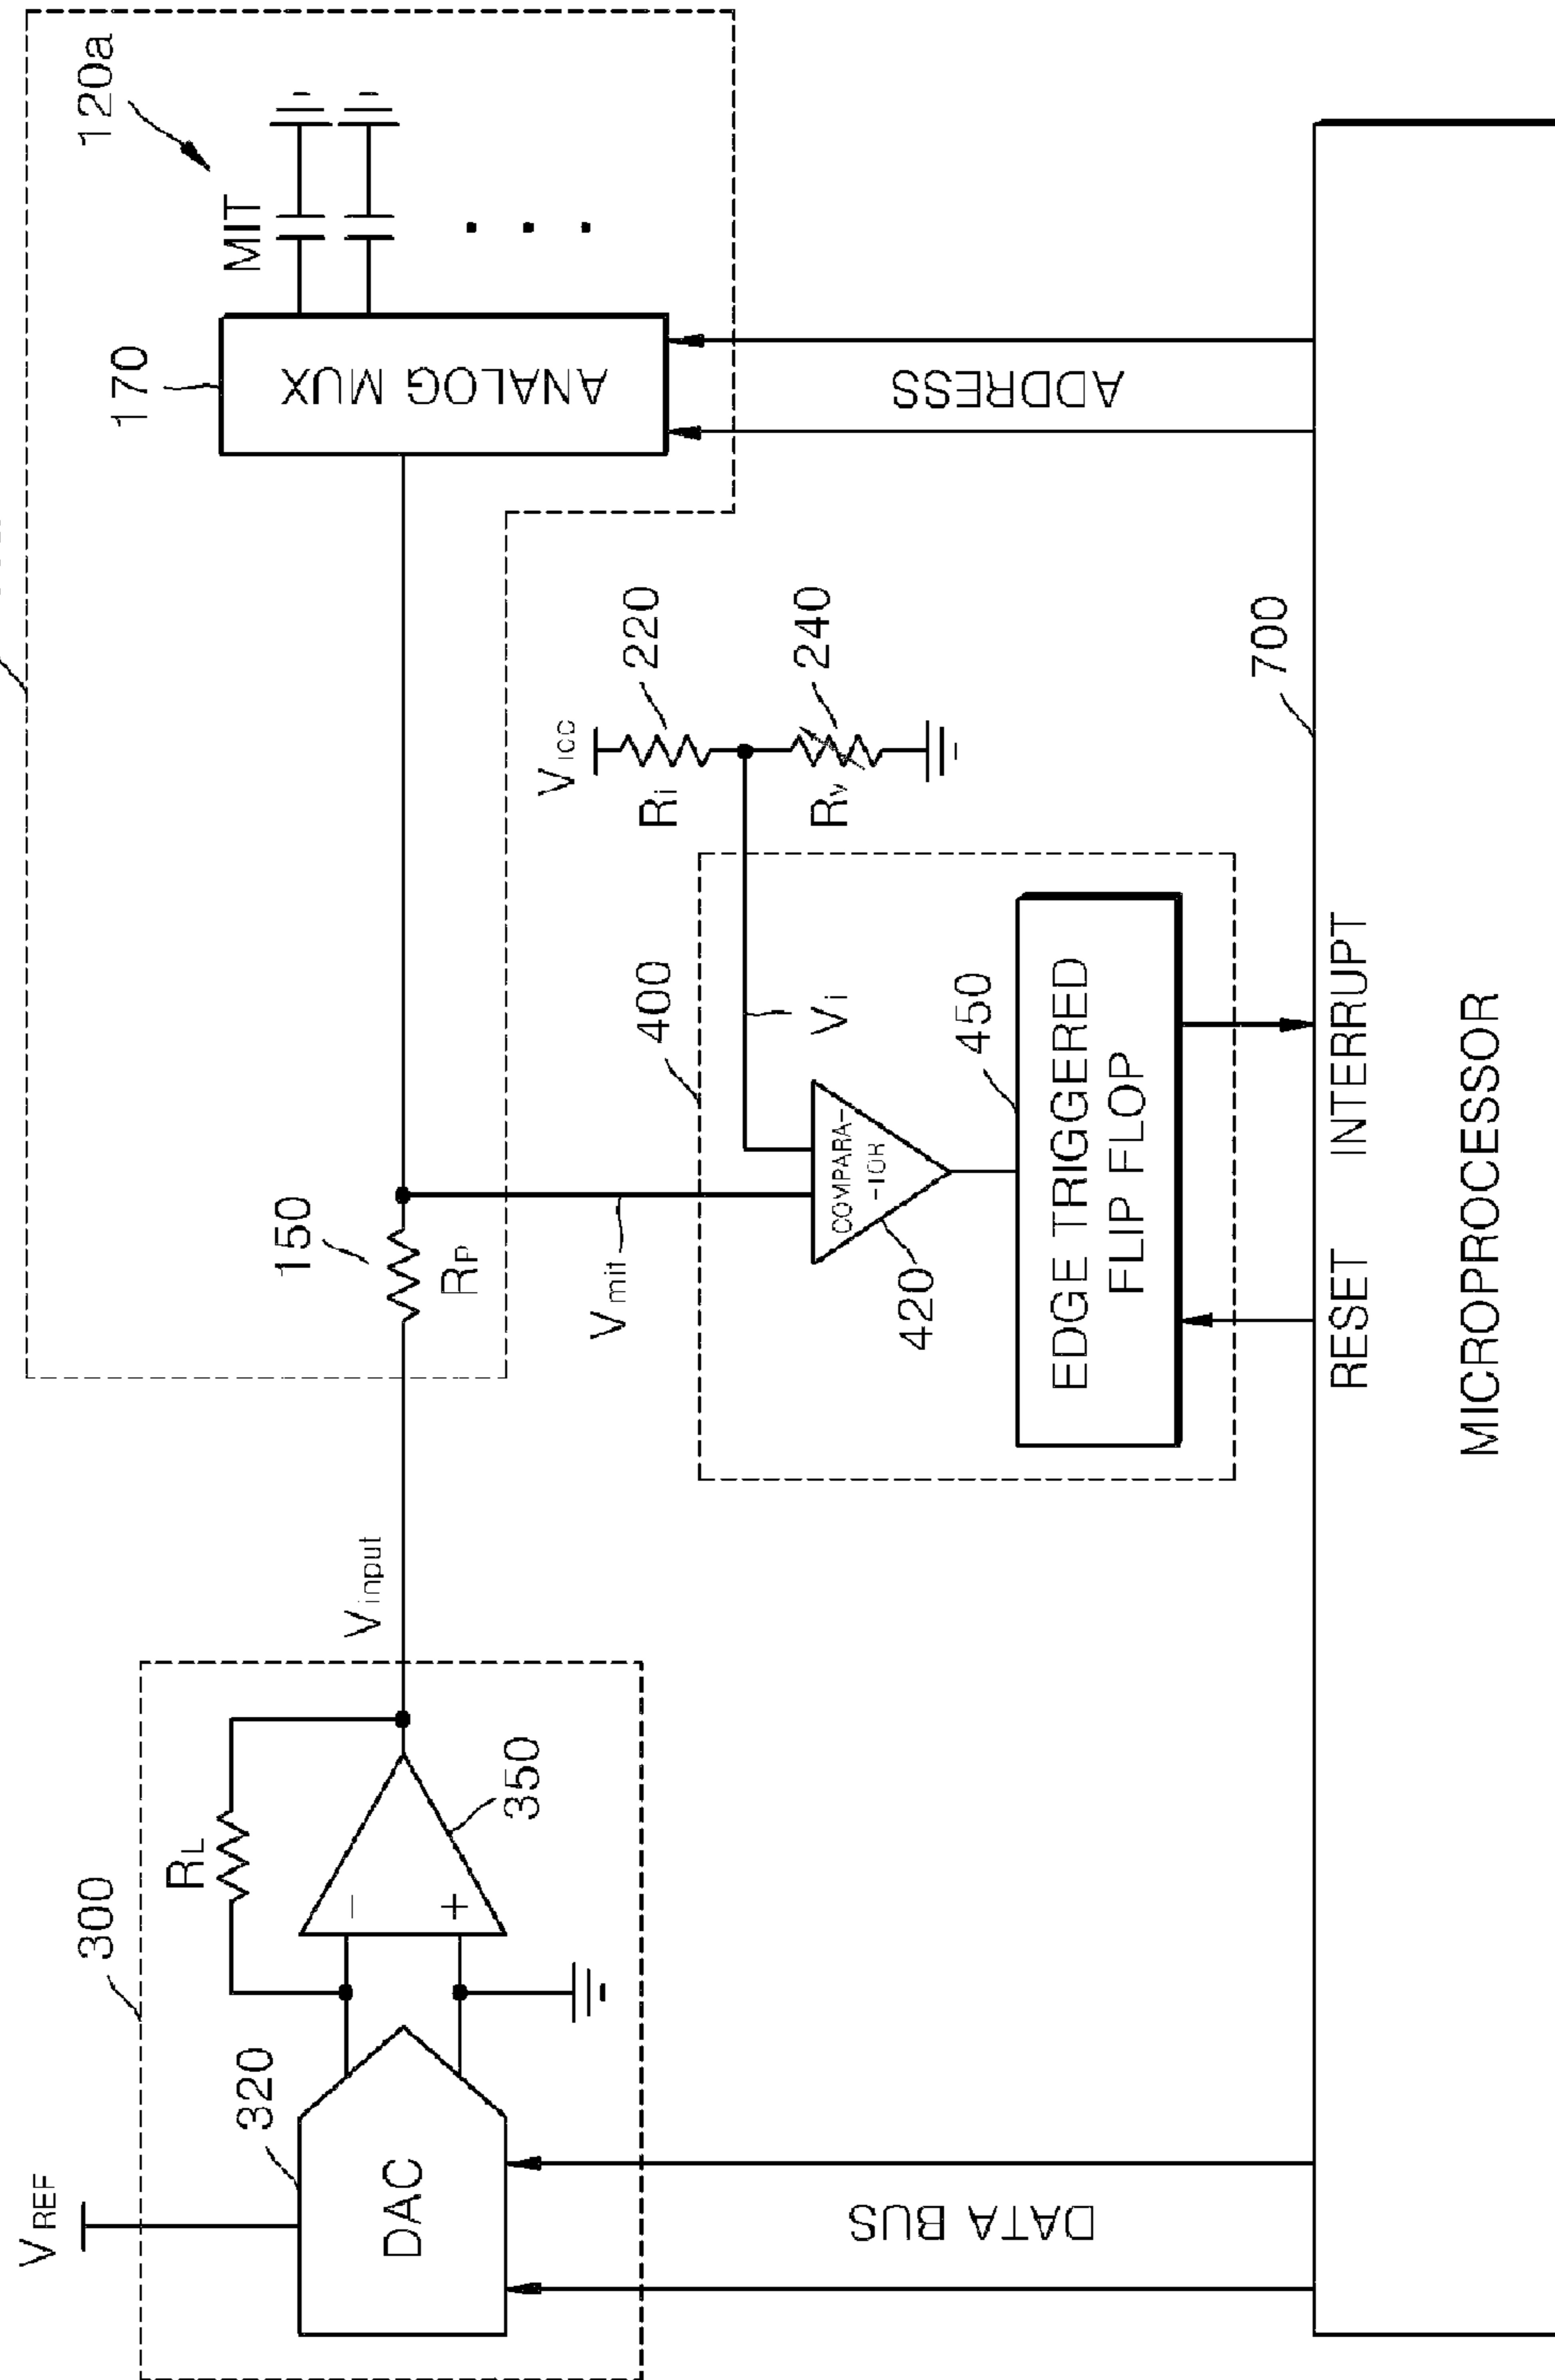 120a
MIT
170
ANALOG MUX
ADDRESS
150
RP
Vmit
VICC
220
Ri
240
Rv
400
Vi
COMPARA-
-TOR
420
450
EDGE TRIGGERED
FLIP FLOP
700
RESET
INTERRUPT
MICROPROCESSOR
Vinput
300
RL
350
VREF
320
DAC
DATA BUS
−
+